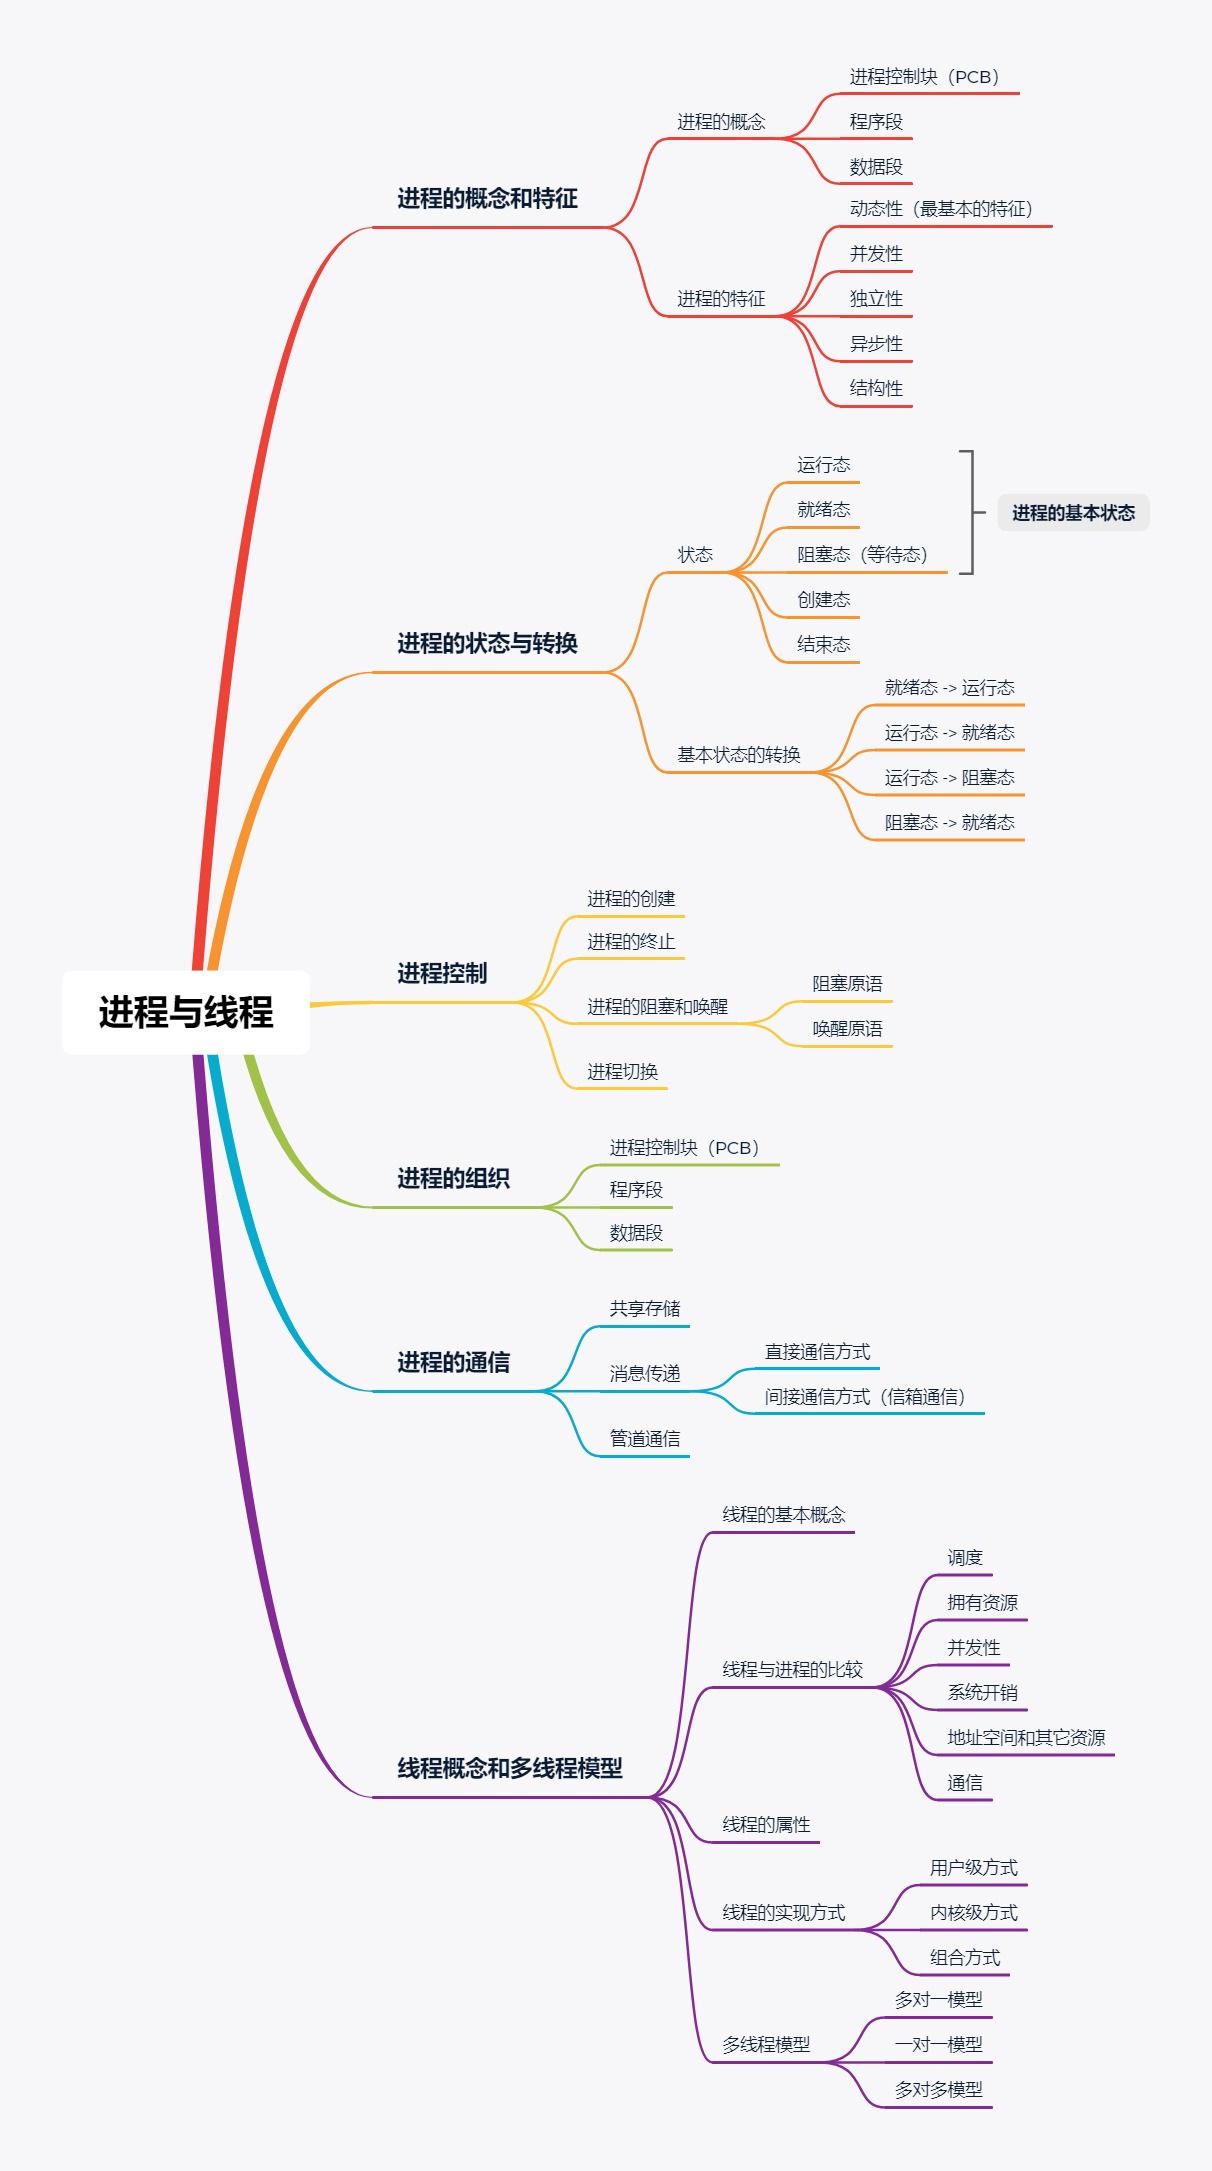 进程与线程
进程的概念和特征
进程的概念
进程控制块（PCB）
程序段
数据段
进程的特征
动态性（最基本的特征）
并发性
独立性
异步性
结构性
进程的状态与转换
状态
运行态
就绪态
阻塞态（等待态）
进程的基本状态
创建态
结束态
基本状态的转换
就绪态 -> 运行态
运行态 -> 就绪态
运行态 -> 阻塞态
阻塞态 -> 就绪态
进程控制
进程的创建
进程的终止
进程的阻塞和唤醒
阻塞原语
唤醒原语
进程切换
进程的组织
进程控制块（PCB）
程序段
数据段
进程的通信
共享存储
消息传递
直接通信方式
间接通信方式（信箱通信）
管道通信
线程概念和多线程模型
线程的基本概念
线程与进程的比较
调度
拥有资源
并发性
系统开销
地址空间和其它资源
通信
线程的属性
线程的实现方式
用户级方式
内核级方式
组合方式
多线程模型
多对一模型
一对一模型
多对多模型